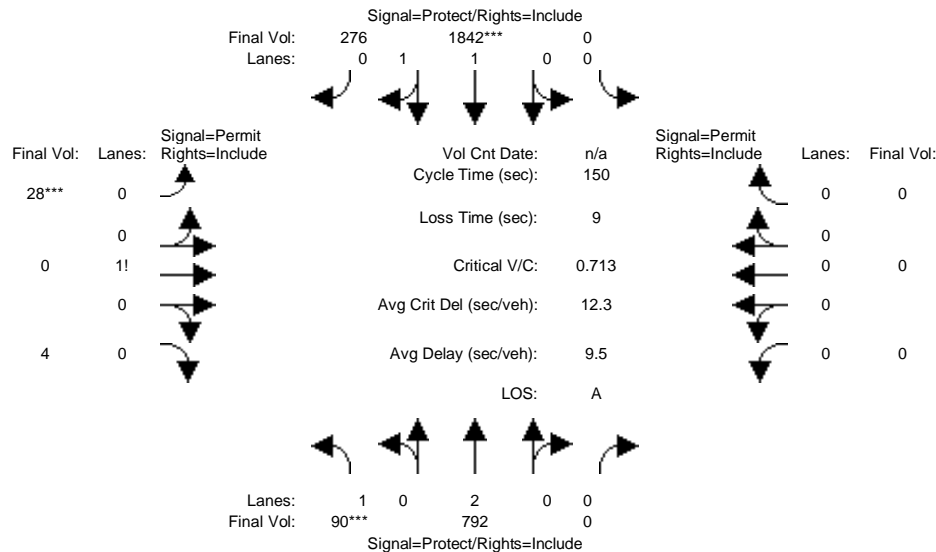 Signal=Protect/Rights=Include
Final Vol: 276 1842*** 0
Lanes: 0 1 1 0 0
Signal=Permit Signal=Permit
Final Vol: Lanes: Rights=Include Vol Cnt Date: n/a Rights=Include Lanes: Final Vol:
Cycle Time (sec): 150
28*** 0 0 0
Loss Time (sec): 9
0 0
0 1! Critical V/C: 0.713 0 0
0 Avg Crit Del (sec/veh): 12.3 0
4 0 Avg Delay (sec/veh): 9.5 0 0
LOS: A
Lanes: 1 0 2 0 0
Final Vol: 90*** 792 0
Signal=Protect/Rights=Include